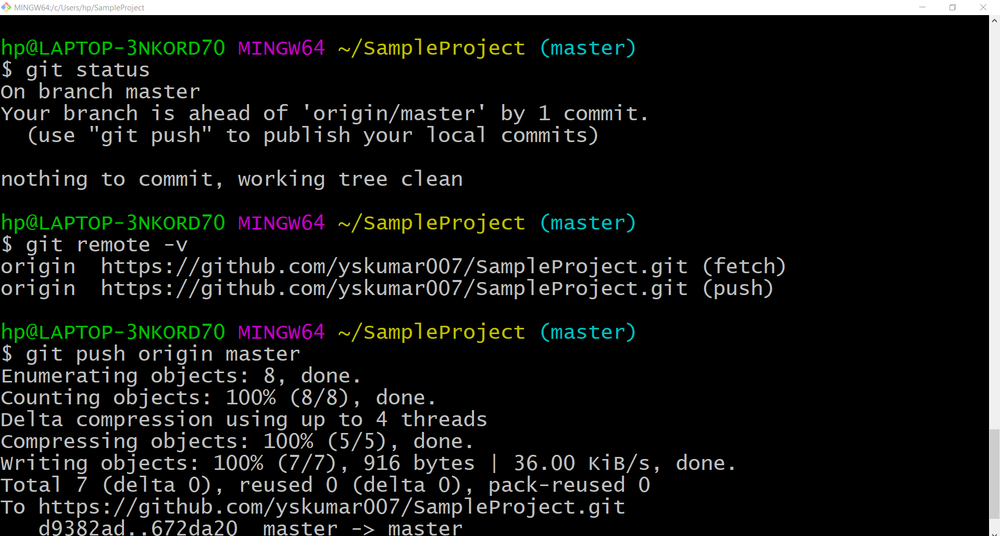 MINGW64:/c/Users/hp/SampleProject
hp@LAPTOP-3NKORD70 MINGW64 ~/SampleProject (master)
$ git status
On branch master
Your branch is ahead of 'origin/master' by 1 commit.
  (use "git push" to publish your local commits)
nothing to commit, working tree clean
hp@LAPTOP-3NKORD70 MINGW64 ~/SampleProject (master)
$ git remote -v
origin  https://github.com/yskumar007/SampleProject.git (fetch)
origin  https://github.com/yskumar007/SampleProject.git (push)
hp@LAPTOP-3NKORD70 MINGW64 ~/SampleProject (master)
$ git push origin master
Enumerating objects: 8, done.
Counting objects: 100% (8/8), done.
Delta compression using up to 4 threads
Compressing objects: 100% (5/5), done.
Writing objects: 100% (7/7), 916 bytes | 36.00 KiB/s, done.
Total 7 (delta 0), reused 0 (delta 0), pack-reused 0
To https://github.com/yskumar007/SampleProject.git
   d9382ad..672da20  master -> master